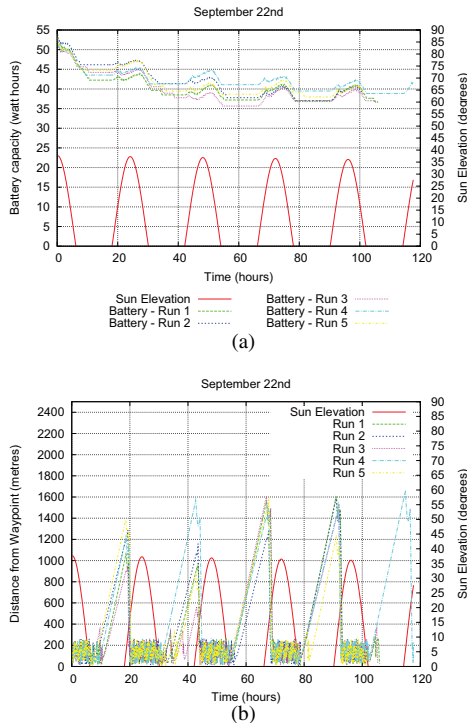 September 22nd
55
50
45
40
35
30
25
20
15
10
5
0
Battery capacity (watt hours)
90
85
80
75
70
65
60
55
50
45
40
35
30
25
20
15
10
5
0
Sun Elevation (degrees)
0 20 40 60 80 100 120
Time (hours)
Sun Elevation
Battery - Run 1
Battery - Run 2
Battery - Run 3
Battery - Run 4
Battery - Run 5
(a)
September 22nd
2400
2200
2000
1800
1600
1400
1200
1000
800
600
400
200
0
Distance from Waypoint (metres)
Sun Elevation
Run 1
Run 2
Run 3
Run 4
Run 5
90
85
80
75
70
65
60
55
50
45
40
35
30
25
20
15
10
5
0
Sun Elevation (degrees)
0 20 40 60 80 100 120
Time (hours)
(b)